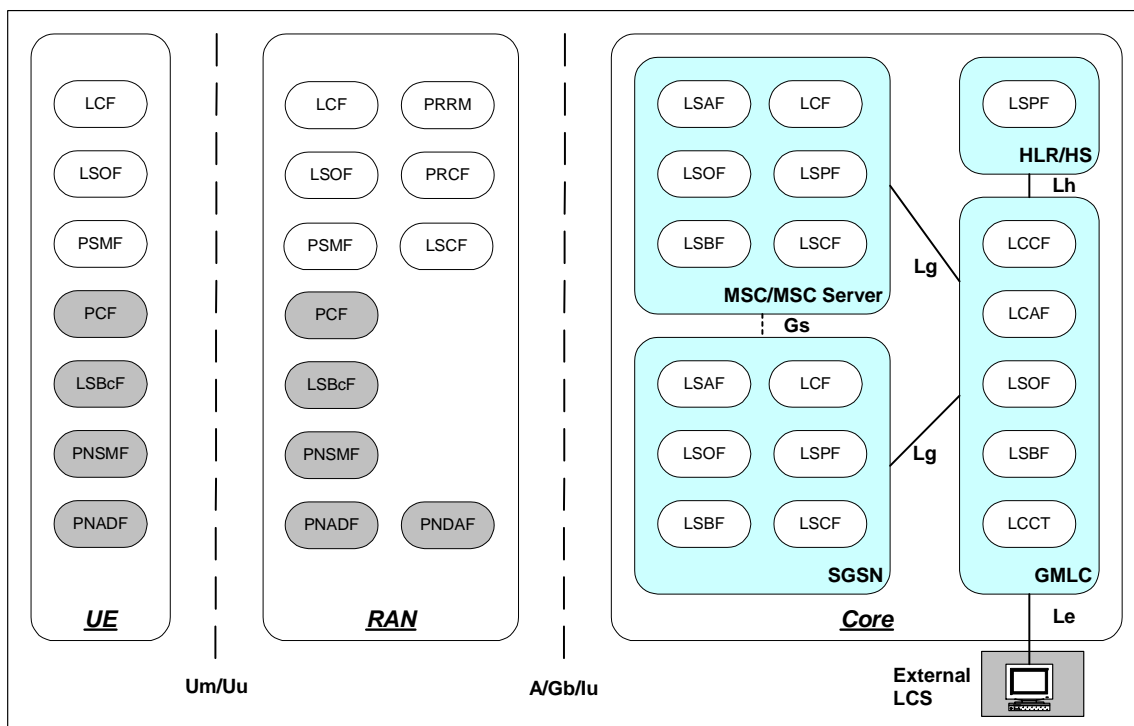 LCF
LSOF
PSMF
PCF
LSBcF
PNSMF
PNADF
UE
Um/Uu
LCF PRRM
LSOF PRCF
PSMF LSCF
PCF
LSBcF
PNSMF
PNADF PNDAF
RAN
A/Gb/Iu
LSAF LCF
LSOF LSPF
LSBF LSCF
MSC/MSC Server
Gs
LSAF LCF
LSOF LSPF
LSBF LSCF
SGSN
Lg
Lg
LSPF
HLR/HS
Lh
LCCF
LCAF
LSOF
LSBF
LCCT
GMLC
Core
Le
External
LCS